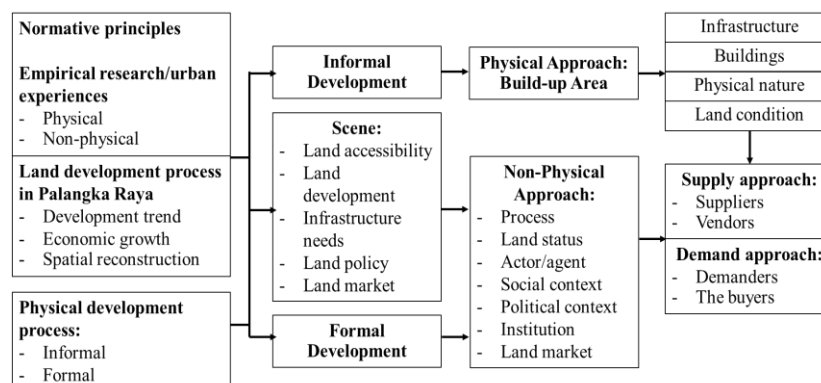 Normative principles
Empirical research/urban
experiences
- Physical
- Non-physical
Land development process
in Palangka Raya
- Development trend
- Economic growth
- Spatial reconstruction
Physical development
process:
- Informal
- Formal
Informal
Development
Scene:
- Land accessibility
- Land
development
- Infrastructure
needs
- Land policy
- Land market
Formal
Development
Physical Approach:
Build-up Area
Non-Physical
Approach:
- Process
- Land status
- Actor/agent
- Social context
- Political context
- Institution
- Land market
Infrastructure
Buildings
Physical nature
Land condition
Supply approach:
- Suppliers
- Vendors
Demand approach:
- Demanders
- The buyers